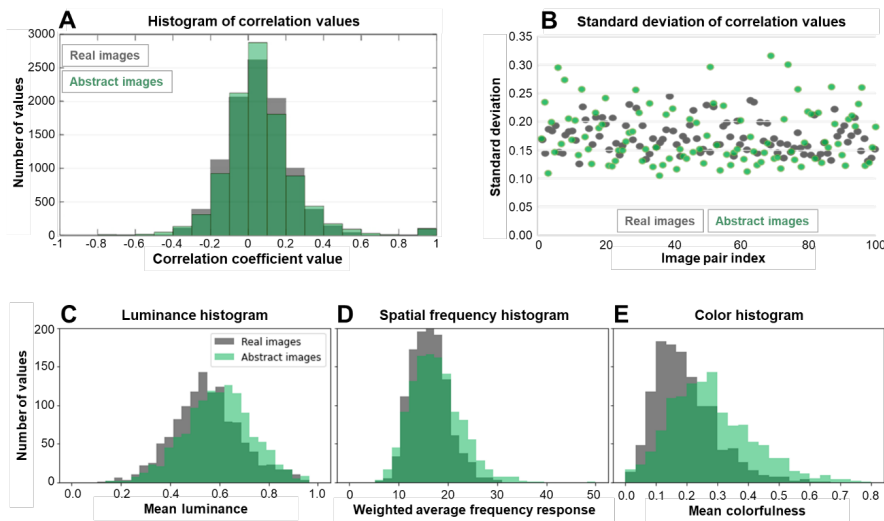 A Histogram of correlation values
Number of values
3000
2500
2000
1500
1000
500
0
Real images
Abstract images
-1 -0.8 -0.6 -0.4 -0.2 0 0.2 0.4 0.6 0.8 1
Correlation coefficient value
B Standard deviation of correlation values
Standard deviation
0.35
0.30
0.25
0.20
0.15
0.10
0.05
0.00
Real images Abstract images
0 20 40 60 80 100
Image pair index
C Luminance histogram
Number of values
200
150
100
50
0
Real images
Abstract images
0.0 0.2 0.4 0.6 0.8 1.0
Mean luminance
D Spatial frequency histogram
0 10 20 30 40 50
Weighted average frequency response
E Color histogram
0.0 0.1 0.2 0.3 0.4 0.5 0.6 0.7 0.8
Mean colorfulness